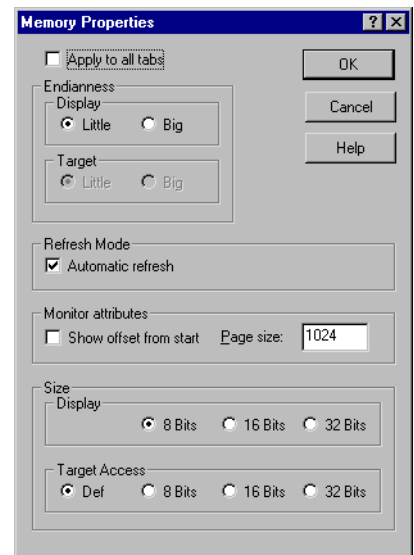 Memory Properties
Apply to all tabs
OK
Endianness
Display
Little Big
Cancel
Help
Target
Little Big
Refresh Mode
Automatic refresh
Monitor attributes
Show offset from start Page size: 1024
Size
Display
8 Bits 16 Bits 32 Bits
Target Access
Def 8 Bits 16 Bits 32 Bits